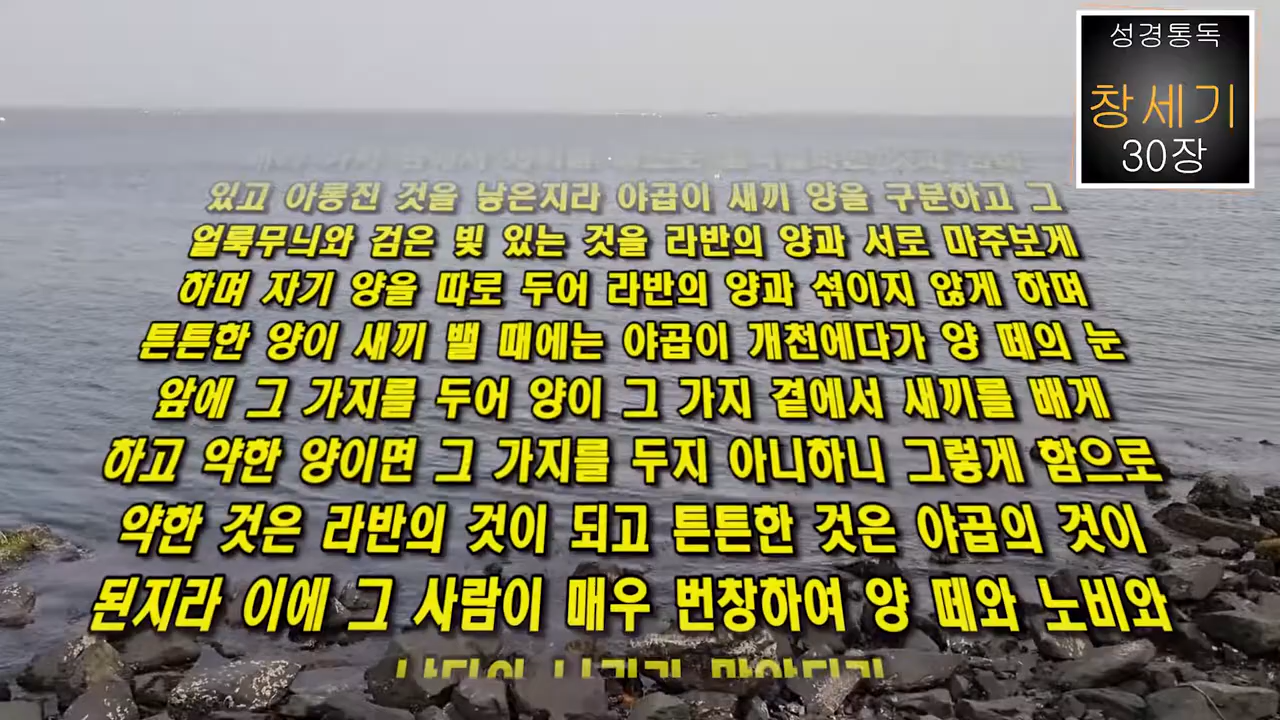 성경통독
창세기
30장
있고 아롱진 것을 낳은지라 야곱이 새끼 양을 구분하고 그
얼룩무늬와 검은 빛 있는 것을 라반의 양과 서로 마주보게
하며 자기 양을 따로 두어 라반의 양과 섞이지 않게 하며
튼튼한 양이 새끼 밸 때에는 야곱이 개천에다가 양 떼의 눈
앞에 그 가지를 두어 양이 그 가지 곁에서 새끼를 배게
하고 약한 양이면 그 가지를 두지 아니하니 그렇게 함으로
약한 것은 라반의 것이 되고 튼튼한 것은 야곱의 것이
된지라 이에 그 사람이 매우 번창하여 양 떼와 노비와